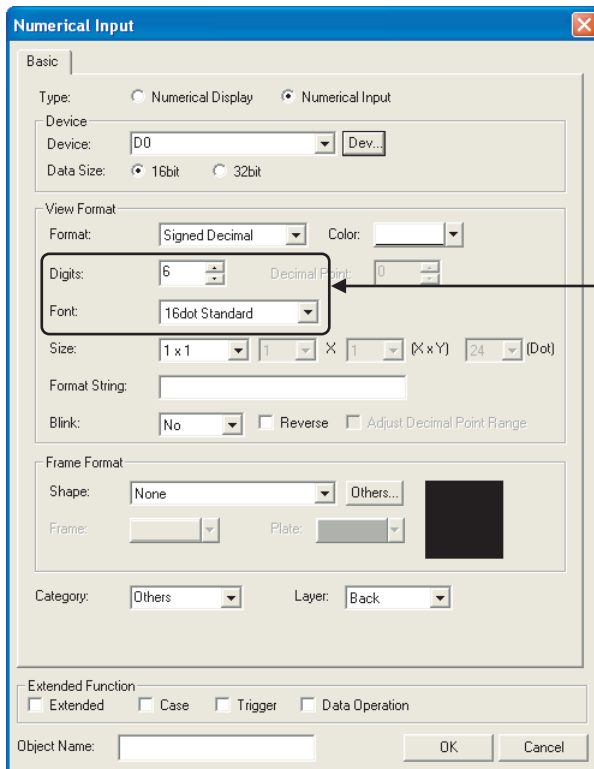 Numerical Input
Basic
Type: Numerical Display Numerical Input
Device
Device: D0 Dev...
Data Size: 16bit 32bit
View Format
Format: Signed Decimal Color:
Digits: 6 Decimal Point: 0
Font: 16dot Standard
Size: 1 x 1 1 X 1 (X x Y) 24 (Dot)
Format String:
Blink: No Reverse Adjust Decimal Point Range
Frame Format
Shape: None Others...
Frame: Plate:
Category: Others Layer: Back
Extended Function
Extended Case Trigger Data Operation
Object Name: OK Cancel